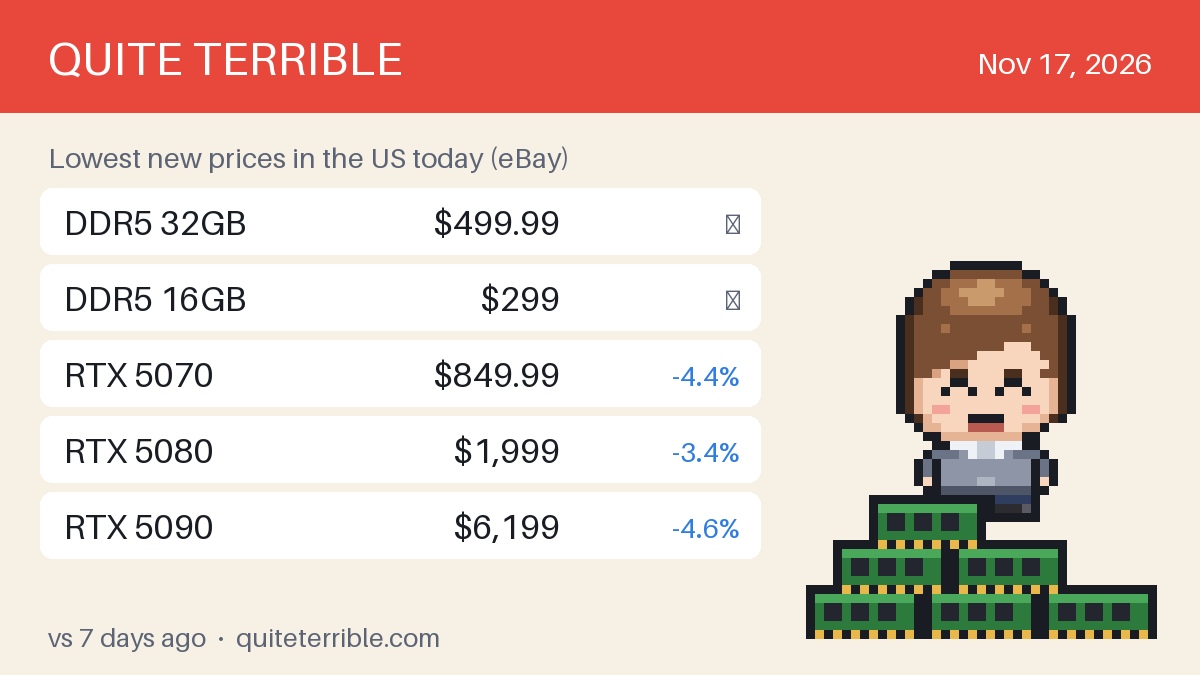 QUITE TERRIBLE
Nov 17, 2026
Lowest new prices in the US today (eBay)
DDR5 32GB $499.99
DDR5 16GB $299
RTX 5070 $849.99 -4.4%
RTX 5080 $1,999 -3.4%
RTX 5090 $6,199 -4.6%
vs 7 days ago · quiteterrible.com